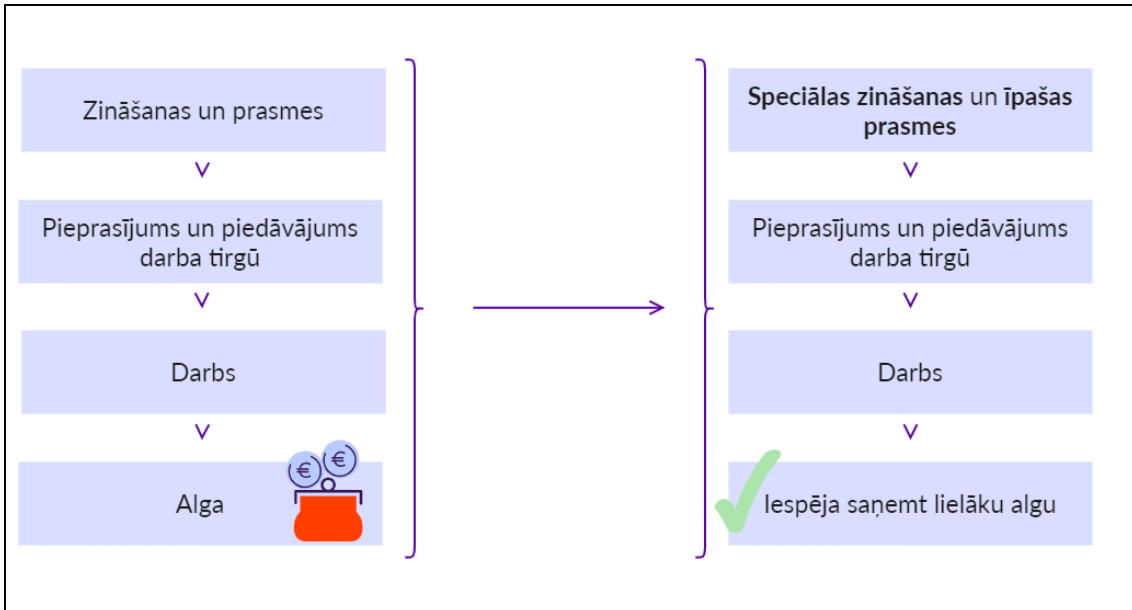 Zināšanas un prasmes
Pieprasījums un piedāvājums
darba tirgū
Darbs
Alga
€ €
Speciālas zināšanas un īpašas
prasmes
Pieprasījums un piedāvājums
darba tirgū
Darbs
Iespēja saņemt lielāku algu